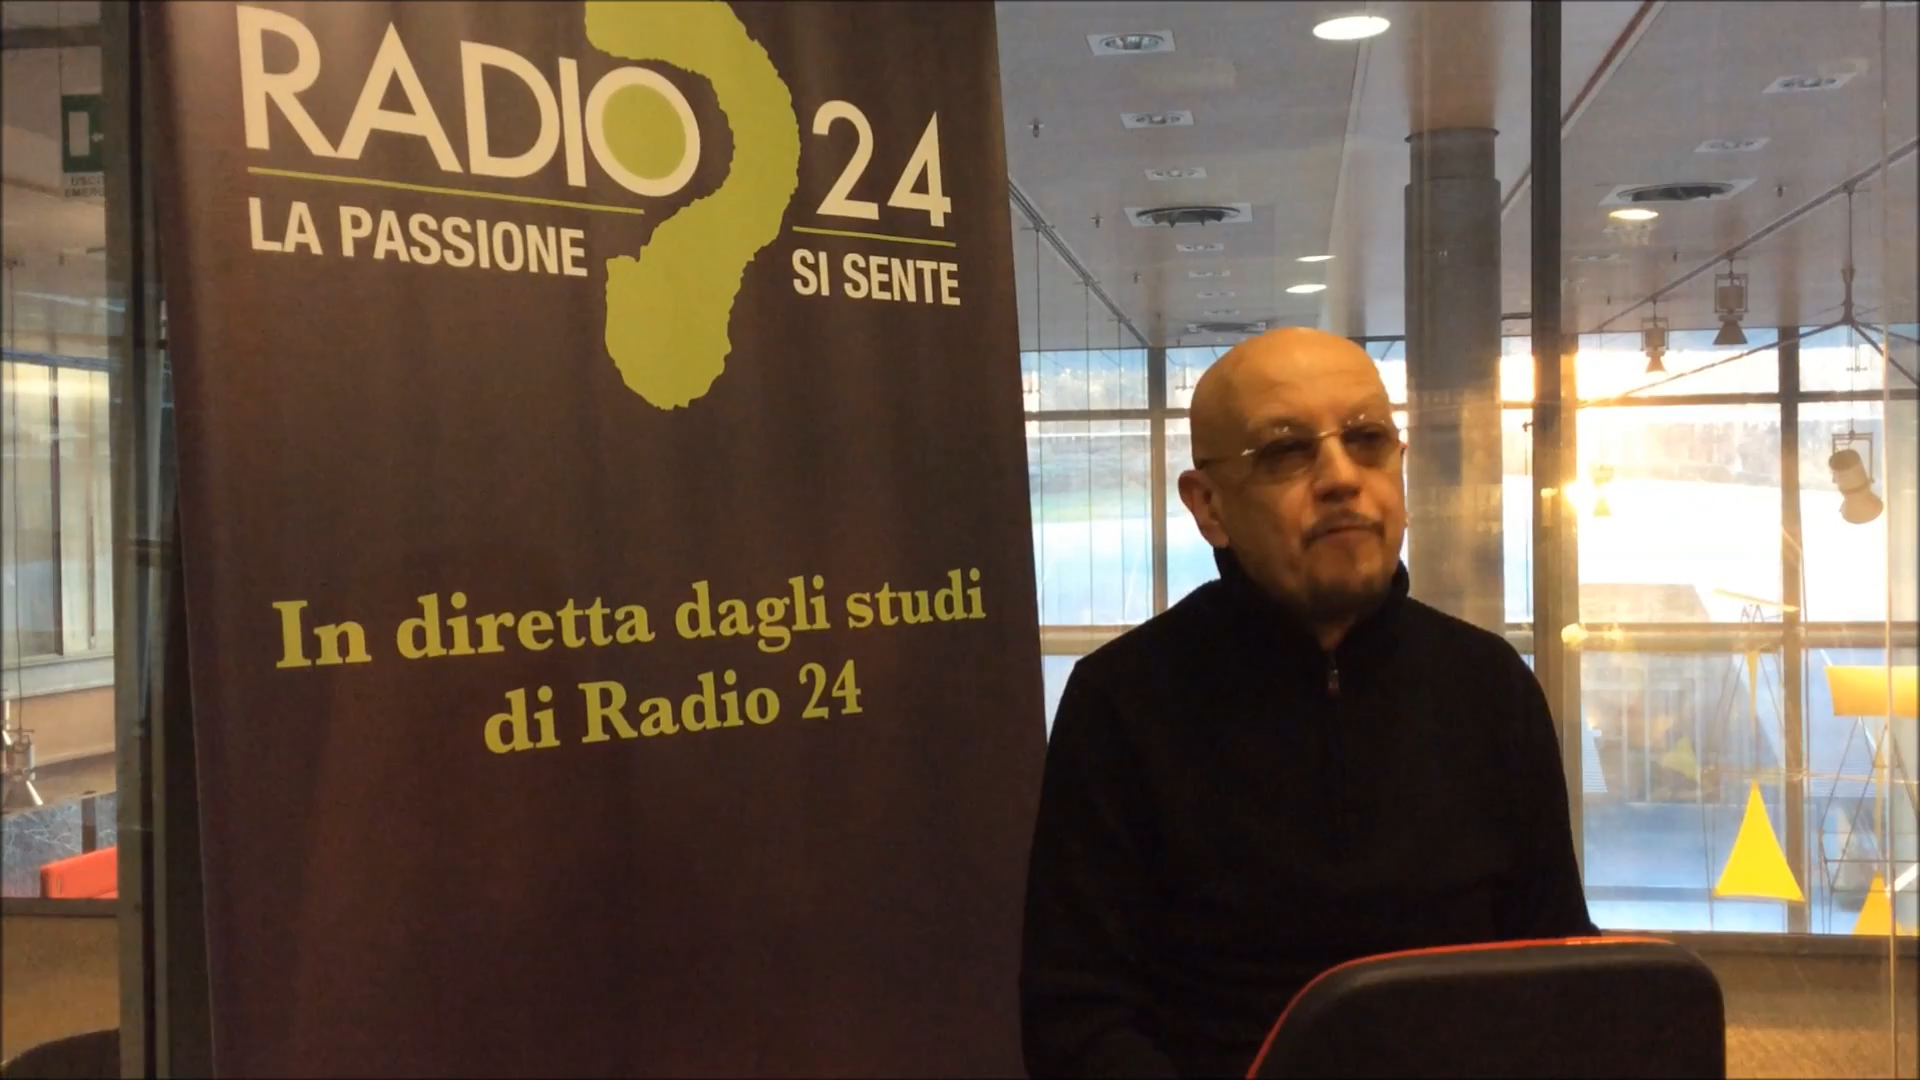 RADIO 24
LA PASSIONE SI SENTE
In diretta dagli studi
di Radio 24